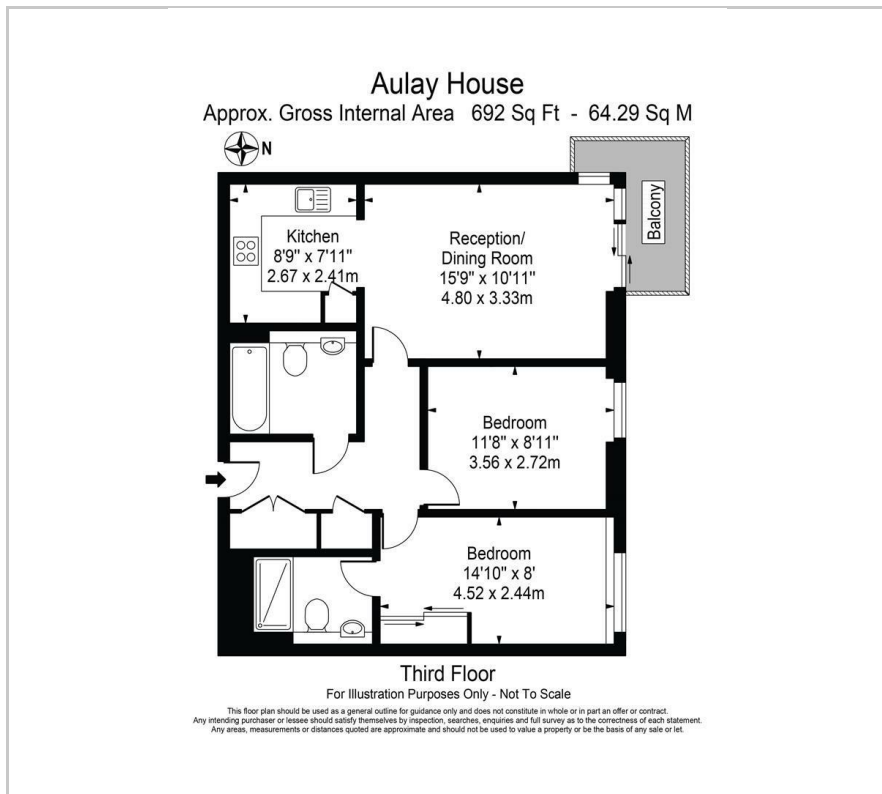 Aulay House
Approx. Gross Internal Area 692 Sq Ft - 64.29 Sq M
N
Balcony
Kitchen
8'9" x 7'11"
2.67 x 2.41m
Reception/
Dining Room
15'9" x 10'11"
4.80 x 3.33m
Bedroom
11'8" x 8'11"
3.56 x 2.72m
Bedroom
14'10" x 8'
4.52 x 2.44m
Third Floor
For Illustration Purposes Only - Not To Scale
This floor plan should be used as a general outline for guidance only and does not constitute in whole or in part an offer or contract.
Any intending purchaser or lessee should satisfy themselves by inspection, searches, enquiries and full survey as to the correctness of each statement.
Any areas, measurements or distances quoted are approximate and should not be used to value a property or be the basis of any sale or let.